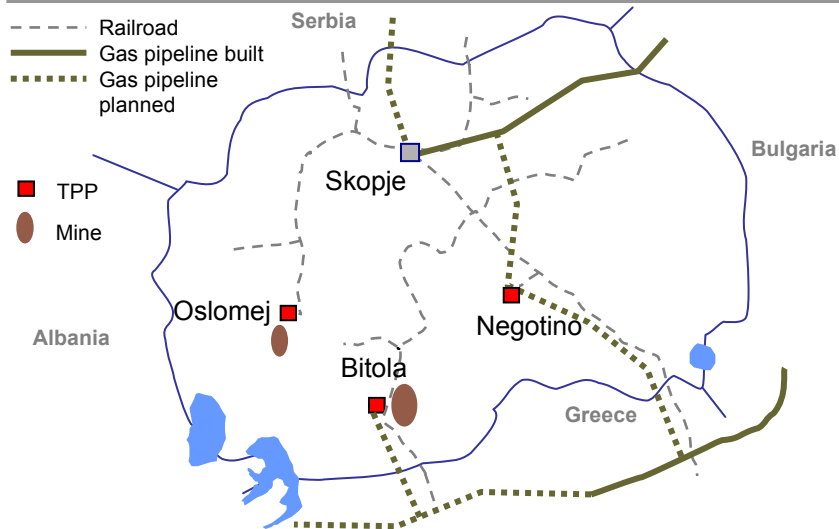 Railroad
Gas pipeline built
Gas pipeline
planned
TPP
Mine
Serbia
Bulgaria
Skopje
Oslomej
Negotino
Albania
Bitola
Greece